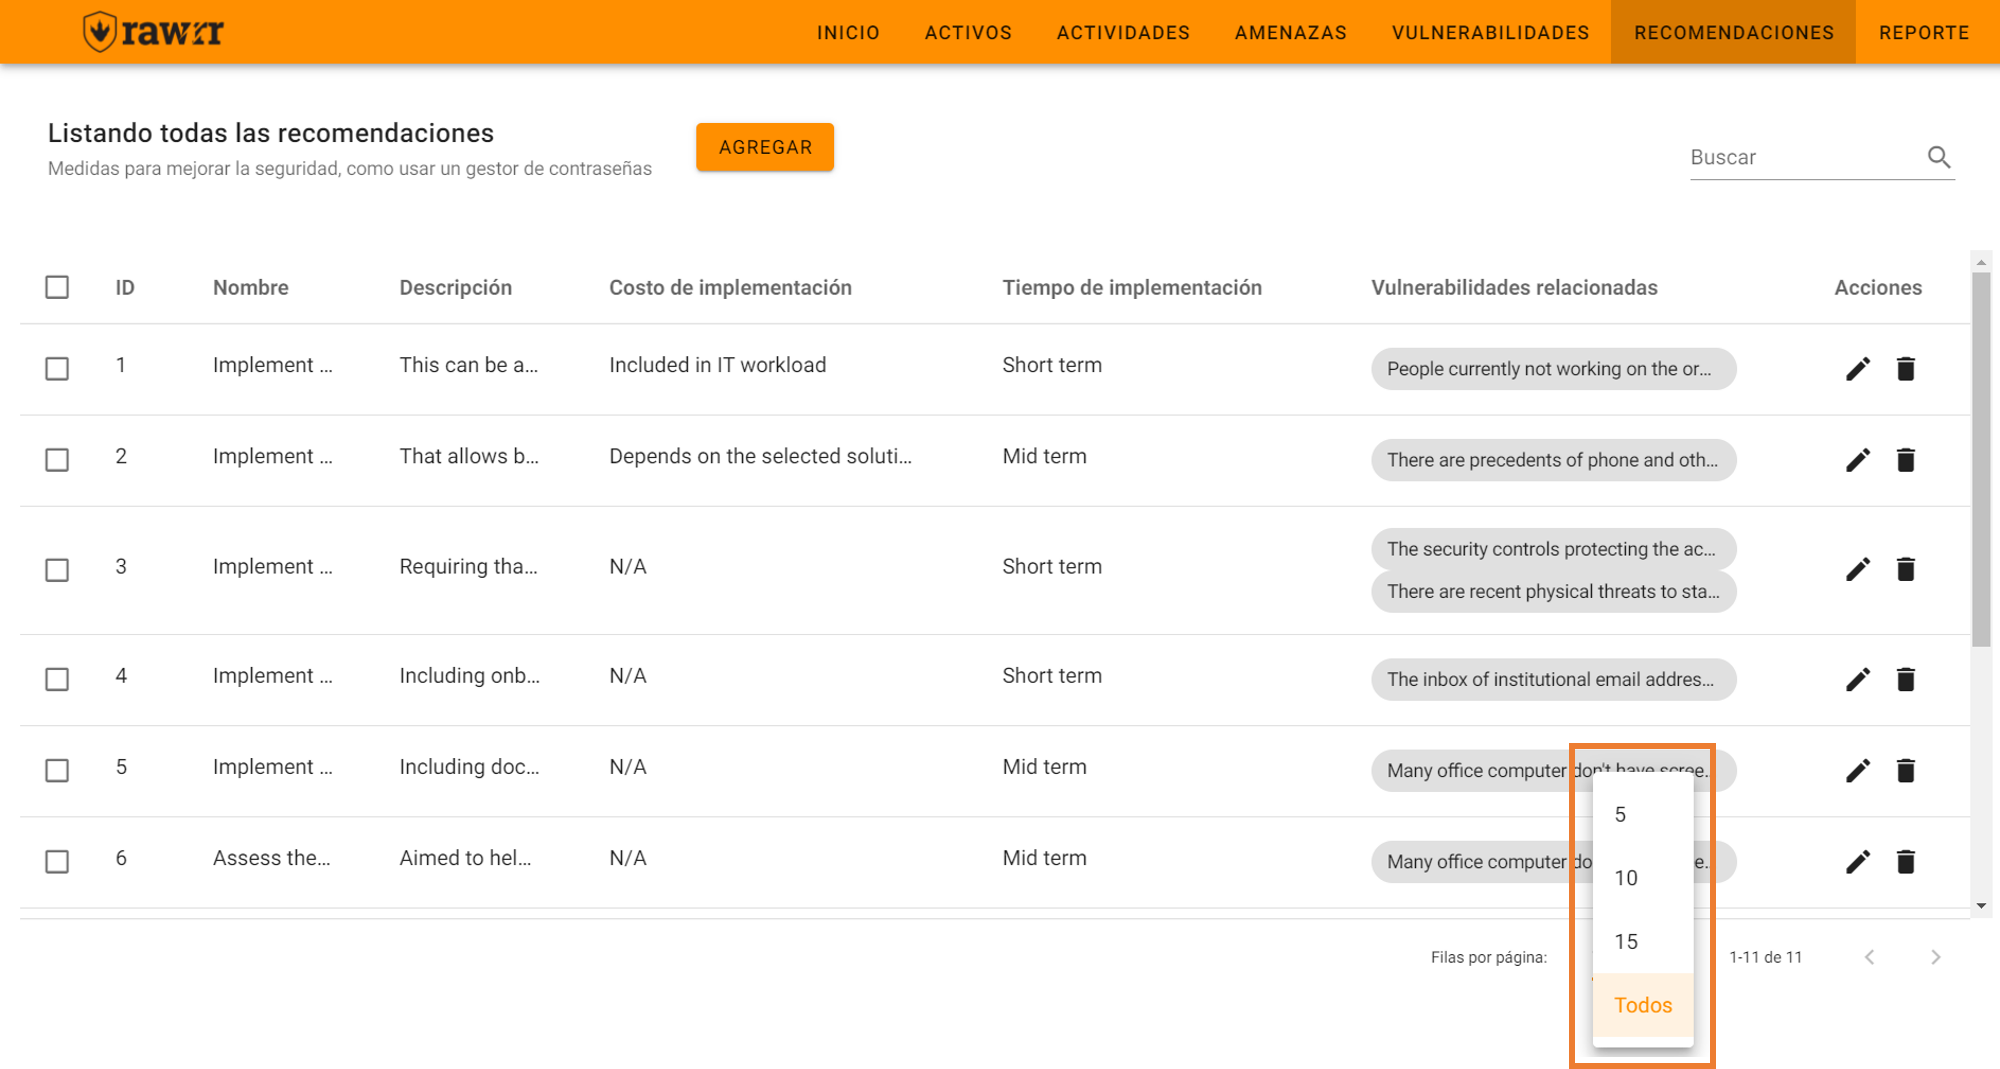 rawrr
INICIO ACTIVOS ACTIVIDADES AMENAZAS VULNERABILIDADES RECOMENDACIONES REPORTE
Listando todas las recomendaciones
Medidas para mejorar la seguridad, como usar un gestor de contraseñas
AGREGAR
Buscar
ID Nombre Descripción Costo de implementación Tiempo de implementación Vulnerabilidades relacionadas Acciones
1 Implement ... This can be a... Included in IT workload Short term People currently not working on the or...
2 Implement ... That allows b... Depends on the selected soluti... Mid term There are precedents of phone and oth...
3 Implement ... Requiring tha... N/A Short term The security controls protecting the ac...
There are recent physical threats to sta...
4 Implement ... Including onb... N/A Short term The inbox of institutional email addres...
5 Implement ... Including doc... N/A Mid term Many office computer don't have scree...
6 Assess the... Aimed to hel... N/A Mid term Many office computer do
5
10
15
Todos
Filas por página: 1-11 de 11